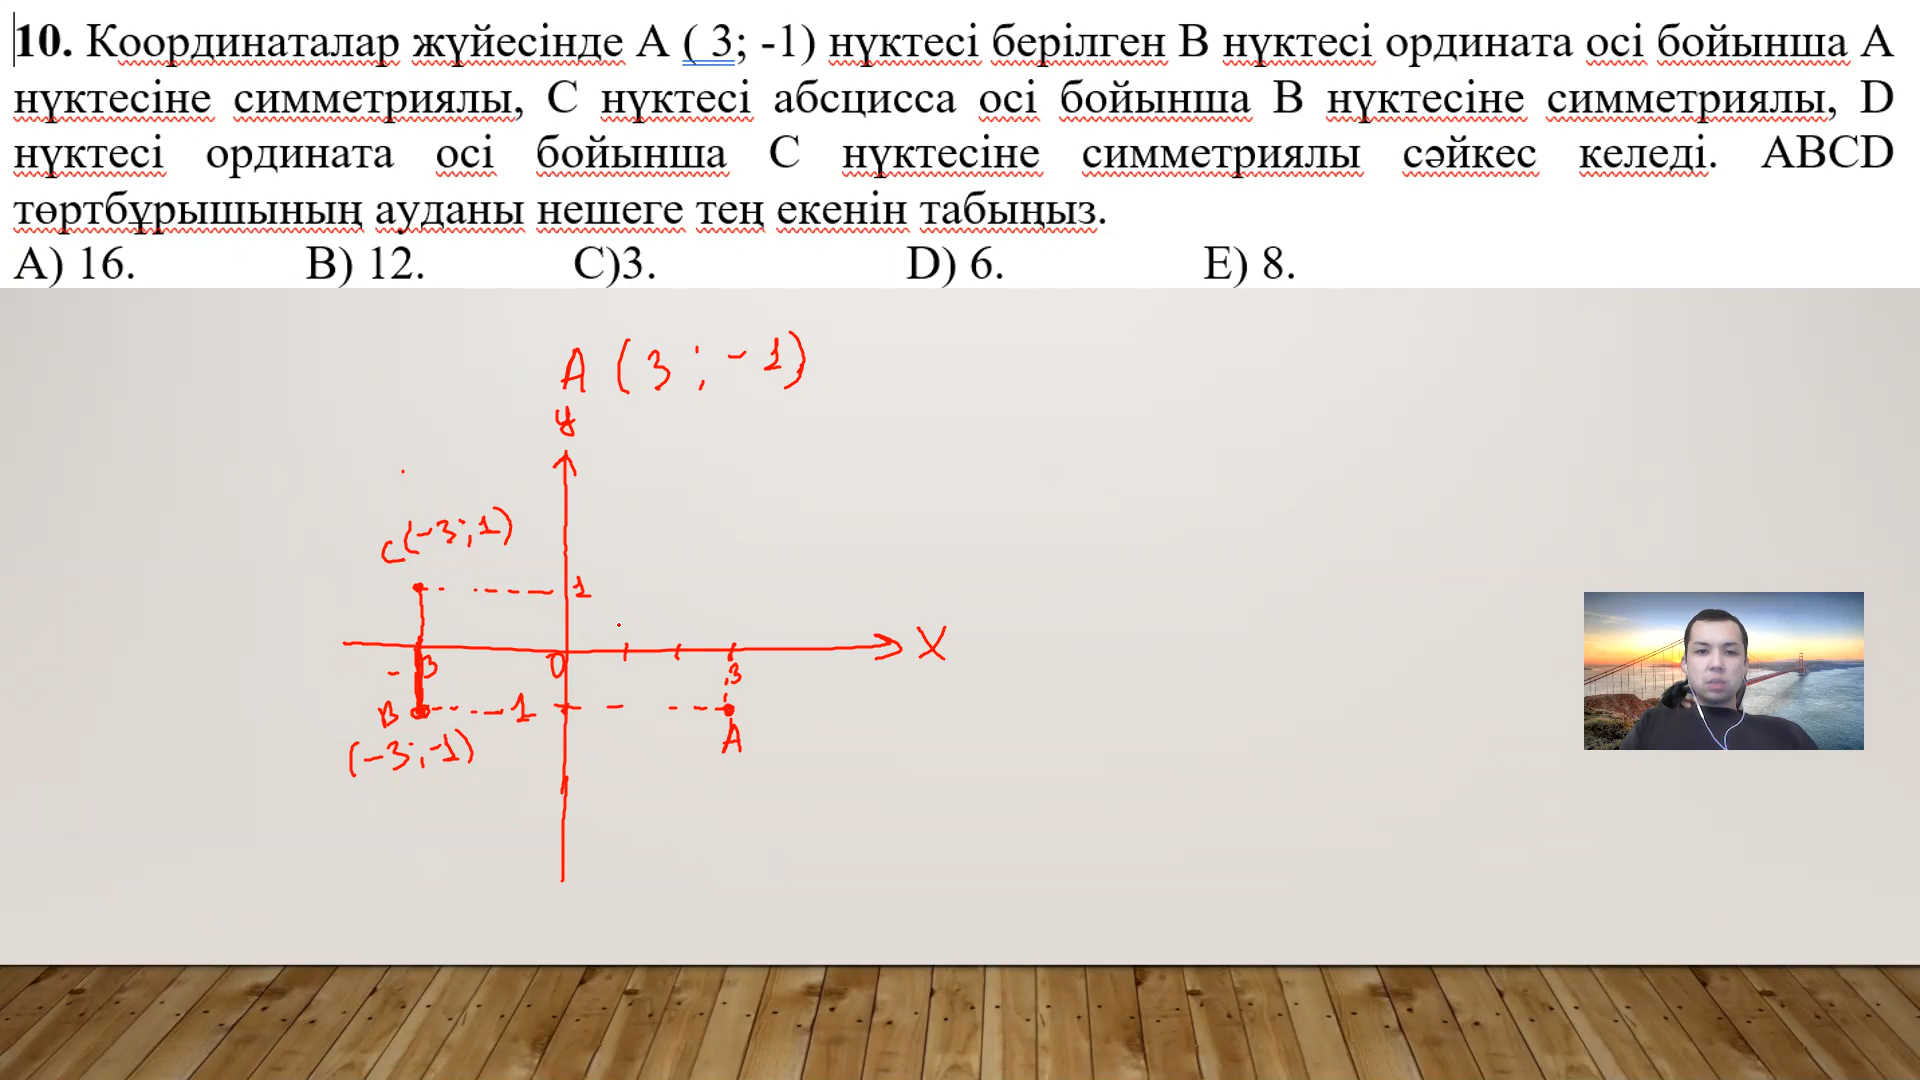 10. Координаталар жүйесінде А ( 3; -1) нүктесі берілген В нүктесі ордината осі бойынша А
нүктесіне симметриялы, С нүктесі абсцисса осі бойынша В нүктесіне симметриялы, D
нүктесі ордината осі бойынша С нүктесіне симметриялы сәйкес келеді. ABCD
төртбұрышының ауданы нешеге тең екенін табыңыз.
A) 16. B) 12. C)3. D) 6. E) 8.
A (3 ; -1)
y
C(-3;1)
1
X
-3 0 3
B -1
A
(-3;-1)